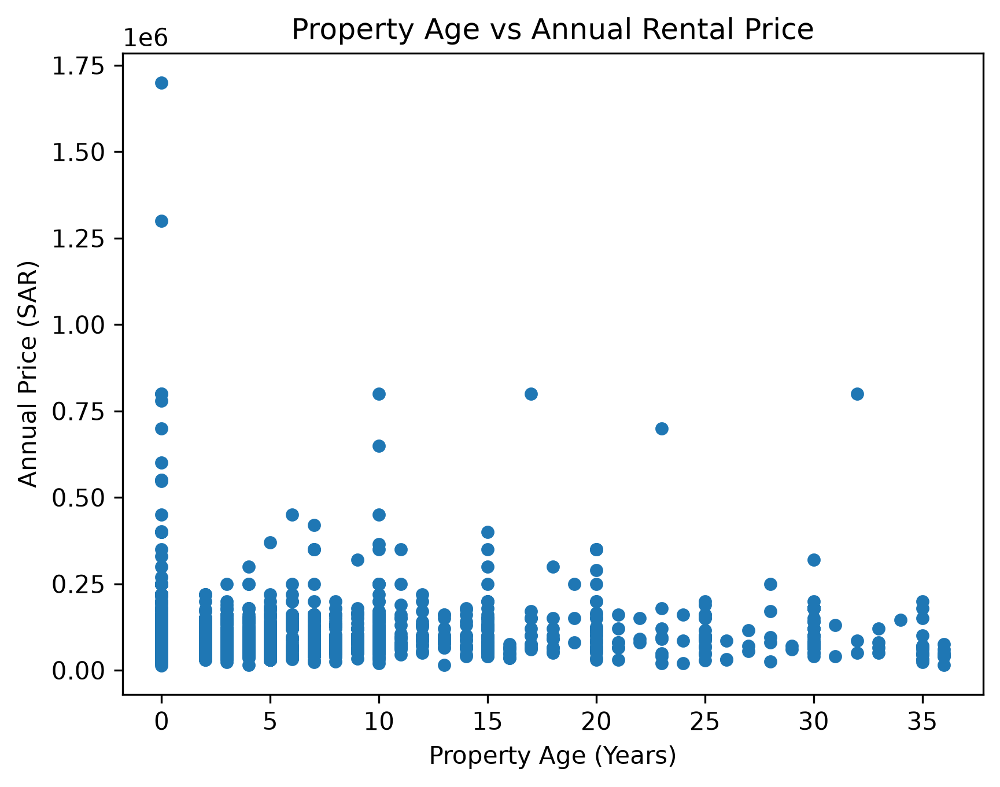 Property Age vs Annual Rental Price
1e6
1.75
1.50
1.25
1.00
0.75
0.50
0.25
0.00
Annual Price (SAR)
0 5 10 15 20 25 30 35
Property Age (Years)